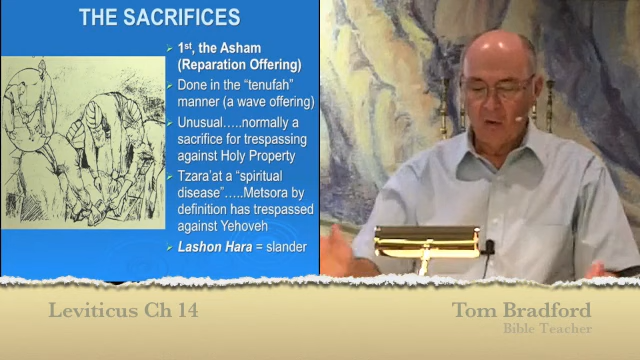 THE SACRIFICES
1st, the Asham
(Reparation Offering)
Done in the “tenufah”
manner (a wave offering)
Unusual…..normally a
sacrifice for trespassing
against Holy Property
Tzara’at a “spiritual
disease”…..Metsora by
definition has trespassed
against Yehoveh
Lashon Hara = slander
Leviticus Ch 14
Tom Bradford
Bible Teacher